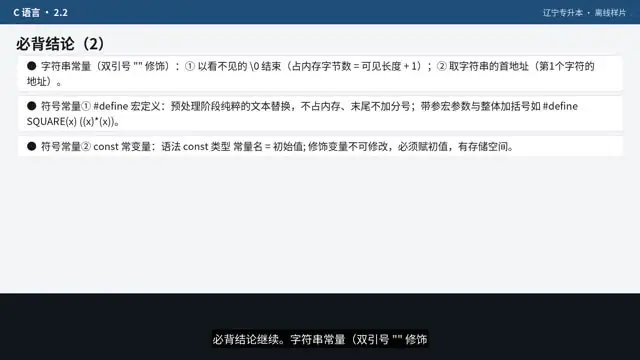 C 语言 · 2.2
辽宁专升本 · 离线样片
必背结论（2）
● 字符串常量（双引号 "" 修饰）：① 以看不见的 \0 结束（占内存字节数 = 可见长度 + 1）；② 取字符串的首地址（第1个字符的
地址）。
● 符号常量① #define 宏定义：预处理阶段纯粹的文本替换，不占内存、末尾不加分号；带参宏参数与整体加括号如 #define
SQUARE(x) ((x)*(x))。
● 符号常量② const 常变量：语法 const 类型 常量名 = 初始值; 修饰变量不可修改，必须赋初值，有存储空间。
必背结论继续。字符串常量（双引号 "" 修饰